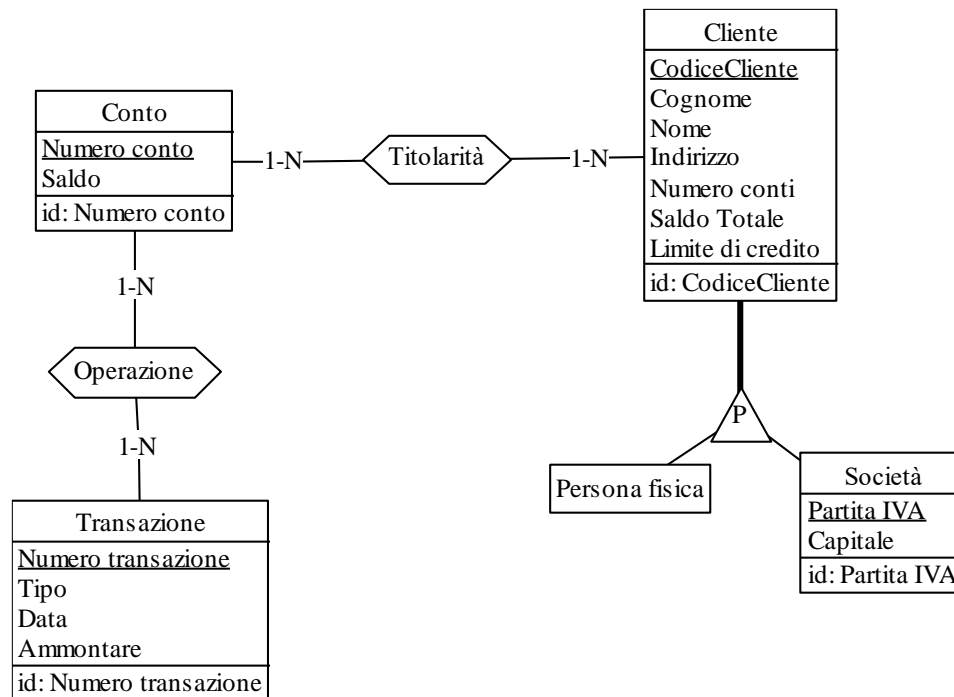 Cliente
CodiceCliente
Cognome
Nome
Indirizzo
Numero conti
Saldo Totale
Limite di credito
id: CodiceCliente
Conto
Numero conto
Saldo
id: Numero conto
1-N
Titolarità
1-N
1-N
Operazione
1-N
P
Persona fisica
Società
Partita IVA
Capitale
id: Partita IVA
Transazione
Numero transazione
Tipo
Data
Ammontare
id: Numero transazione